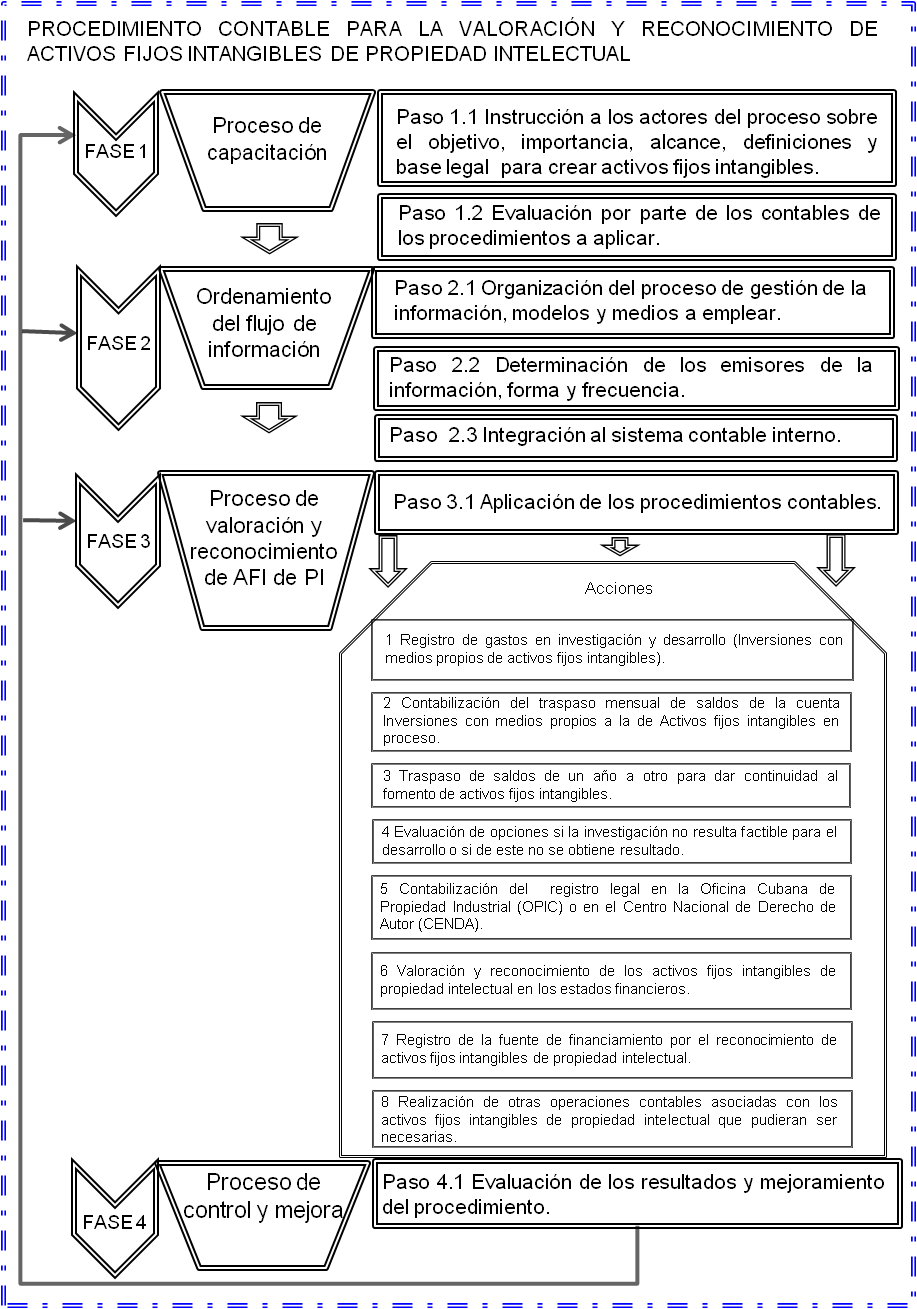 PROCEDIMIENTO CONTABLE PARA LA VALORACIÓN Y RECONOCIMIENTO DE
ACTIVOS FIJOS INTANGIBLES DE PROPIEDAD INTELECTUAL
FASE 1
Proceso de
capacitación
Paso 1.1 Instrucción a los actores del proceso sobre
el objetivo, importancia, alcance, definiciones y
base legal para crear activos fijos intangibles.
Paso 1.2 Evaluación por parte de los contables de
los procedimientos a aplicar.
FASE 2
Ordenamiento
del flujo de
información
Paso 2.1 Organización del proceso de gestión de la
información, modelos y medios a emplear.
Paso 2.2 Determinación de los emisores de la
información, forma y frecuencia.
Paso 2.3 Integración al sistema contable interno.
FASE 3
Proceso de
valoración y
reconocimiento
de AFI de PI
Paso 3.1 Aplicación de los procedimientos contables.
Acciones
1 Registro de gastos en investigación y desarrollo (Inversiones con
medios propios de activos fijos intangibles).
2 Contabilización del traspaso mensual de saldos de la cuenta
Inversiones con medios propios a la de Activos fijos intangibles en
proceso.
3 Traspaso de saldos de un año a otro para dar continuidad al
fomento de activos fijos intangibles.
4 Evaluación de opciones si la investigación no resulta factible para el
desarrollo o si de este no se obtiene resultado.
5 Contabilización del registro legal en la Oficina Cubana de
Propiedad Industrial (OPIC) o en el Centro Nacional de Derecho de
Autor (CENDA).
6 Valoración y reconocimiento de los activos fijos intangibles de
propiedad intelectual en los estados financieros.
7 Registro de la fuente de financiamiento por el reconocimiento de
activos fijos intangibles de propiedad intelectual.
8 Realización de otras operaciones contables asociadas con los
activos fijos intangibles de propiedad intelectual que pudieran ser
necesarias.
FASE 4
Proceso de
control y mejora
Paso 4.1 Evaluación de los resultados y mejoramiento
del procedimiento.